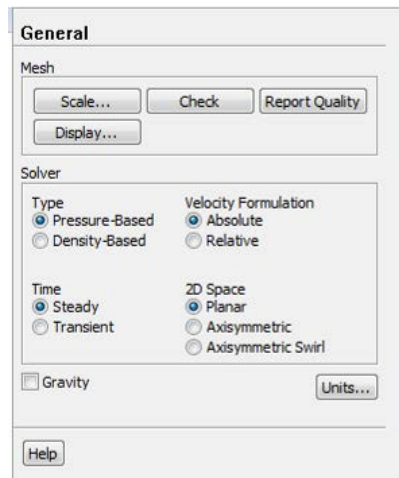 General
Mesh
Scale... Check Report Quality
Display...
Solver
Type Velocity Formulation
Pressure-Based Absolute
Density-Based Relative
Time 2D Space
Steady Planar
Transient Axisymmetric
Axisymmetric Swirl
Gravity Units...
Help